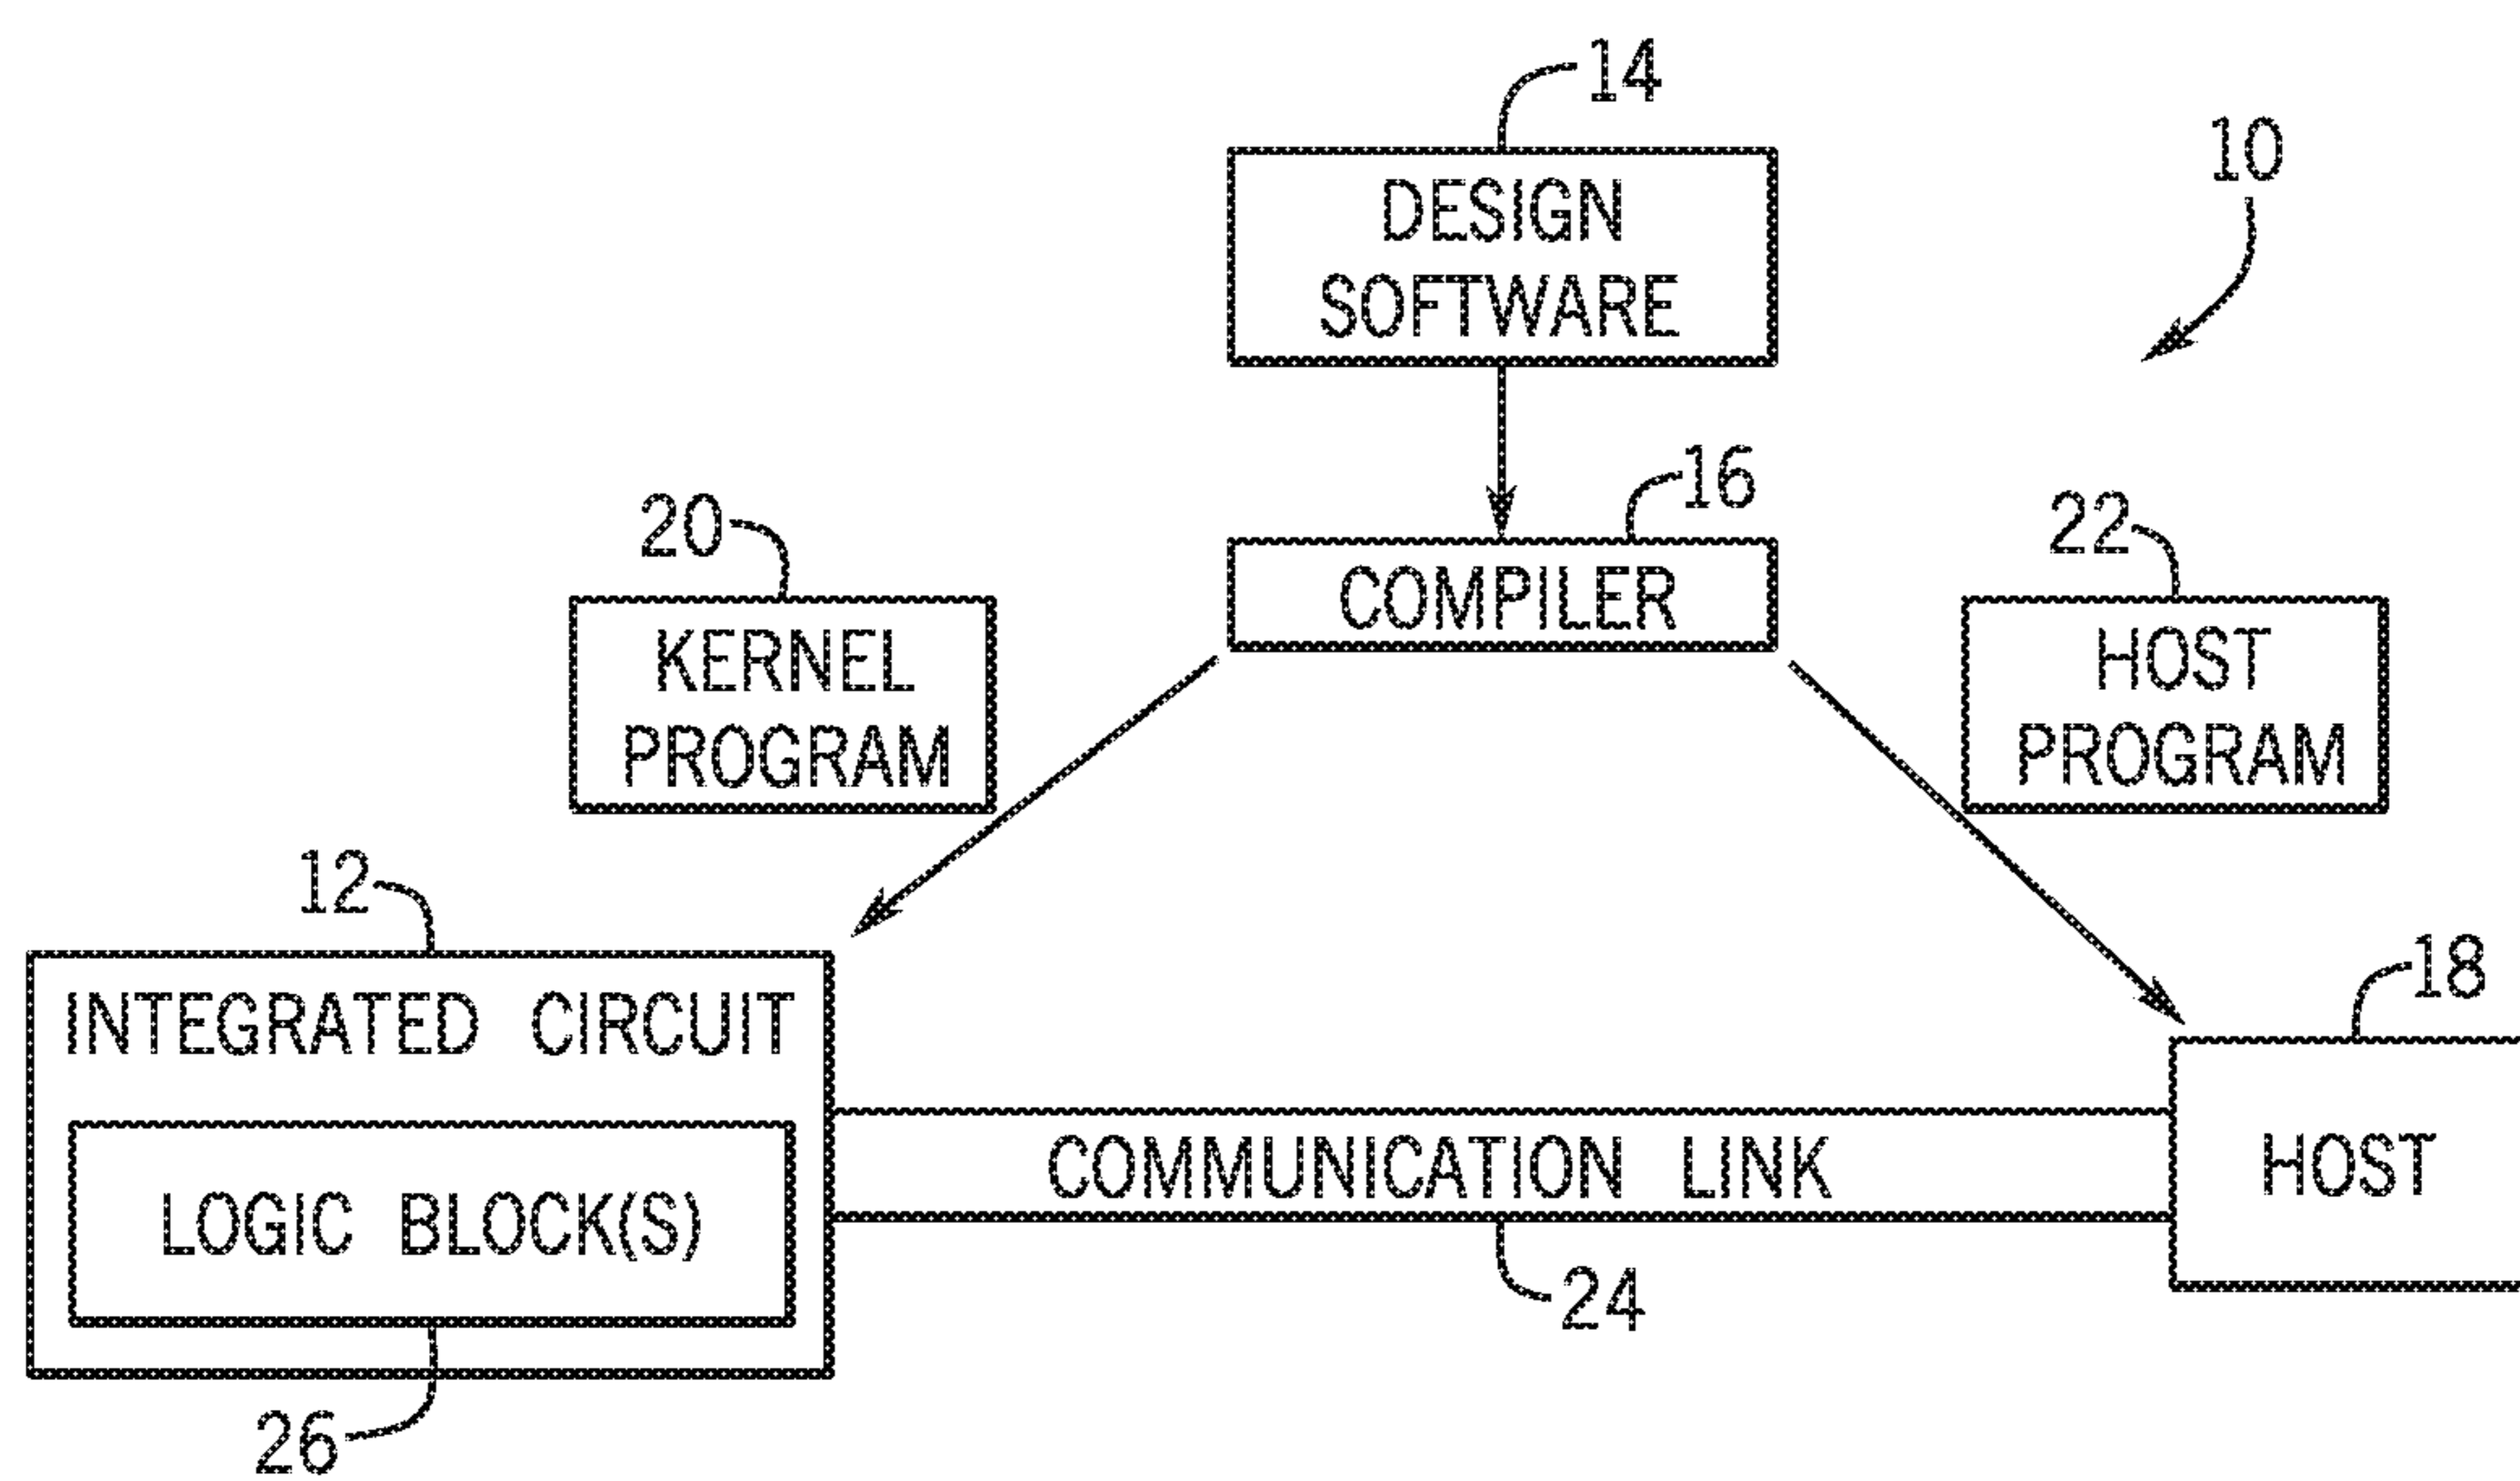 14
10
DESIGN
SOFTWARE
16
20
22
COMPILER
KERNEL
PROGRAM
HOST
PROGRAM
12
18
INTEGRATED CIRCUIT
COMMUNICATION LINK
HOST
LOGIC BLOCK(S)
24
26